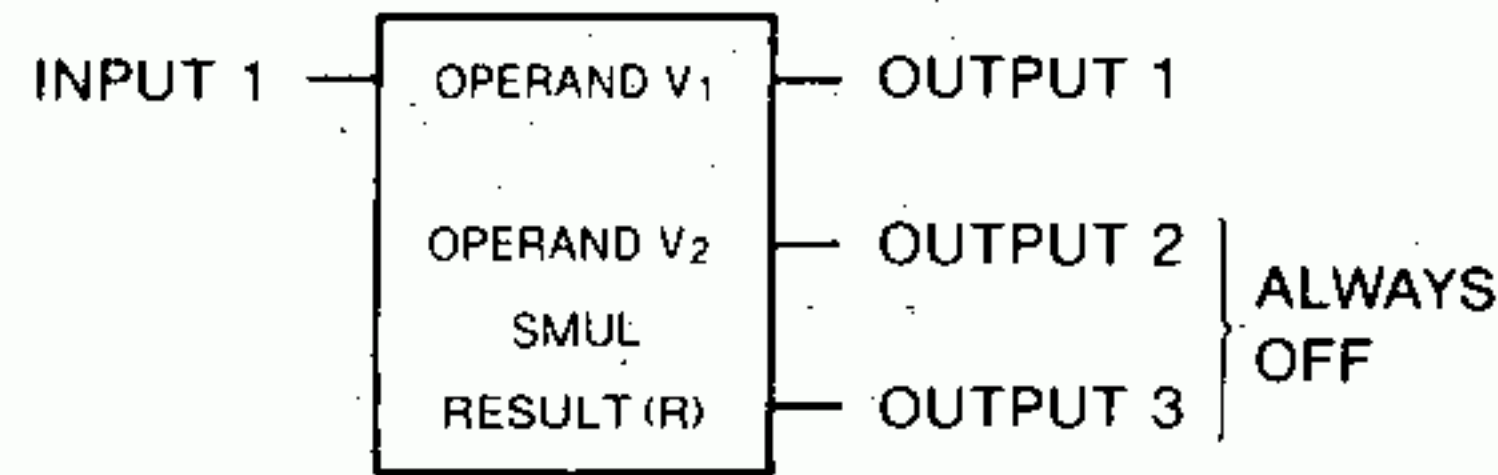 INPUT 1 OPERAND V1 OUTPUT 1
OPERAND V2 OUTPUT 2
ALWAYS
SMUL
OFF
RESULT (R) OUTPUT 3